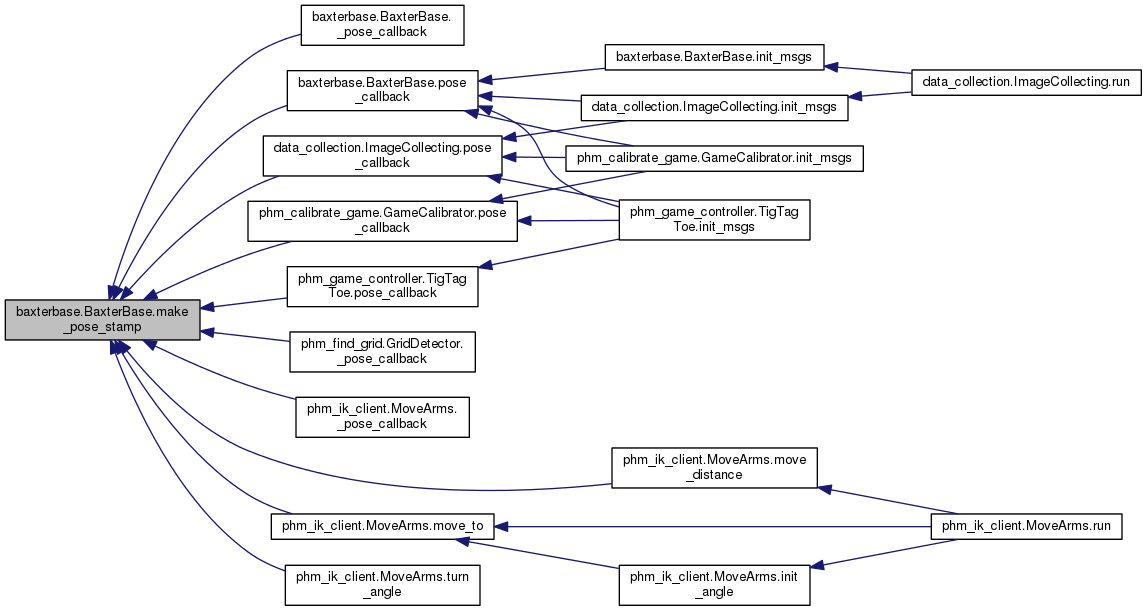 baxterbase.BaxterBase.
_pose_callback
baxterbase.BaxterBase.init_msgs
baxterbase.BaxterBase.pose
_callback
data_collection.ImageCollecting.run
data_collection.ImageCollecting.init_msgs
data_collection.ImageCollecting.pose
_callback
phm_calibrate_game.GameCalibrator.init_msgs
phm_calibrate_game.GameCalibrator.pose
_callback
phm_game_controller.TigTag
Toe.init_msgs
phm_game_controller.TigTag
Toe.pose_callback
baxterbase.BaxterBase.make
_pose_stamp
phm_find_grid.GridDetector.
_pose_callback
phm_ik_client.MoveArms.
_pose_callback
phm_ik_client.MoveArms.move
_distance
phm_ik_client.MoveArms.move_to
phm_ik_client.MoveArms.run
phm_ik_client.MoveArms.turn
_angle
phm_ik_client.MoveArms.init
_angle